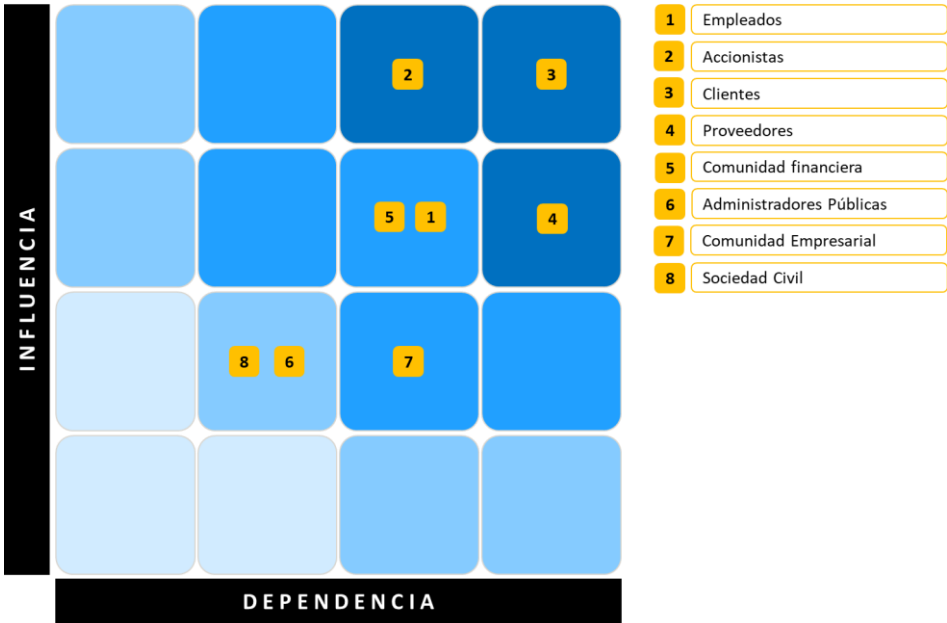 INFLUENCIA
2
3
5 1
4
8 6
7
DEPENDENCIA
1 Empleados
2 Accionistas
3 Clientes
4 Proveedores
5 Comunidad financiera
6 Administradores Públicas
7 Comunidad Empresarial
8 Sociedad Civil